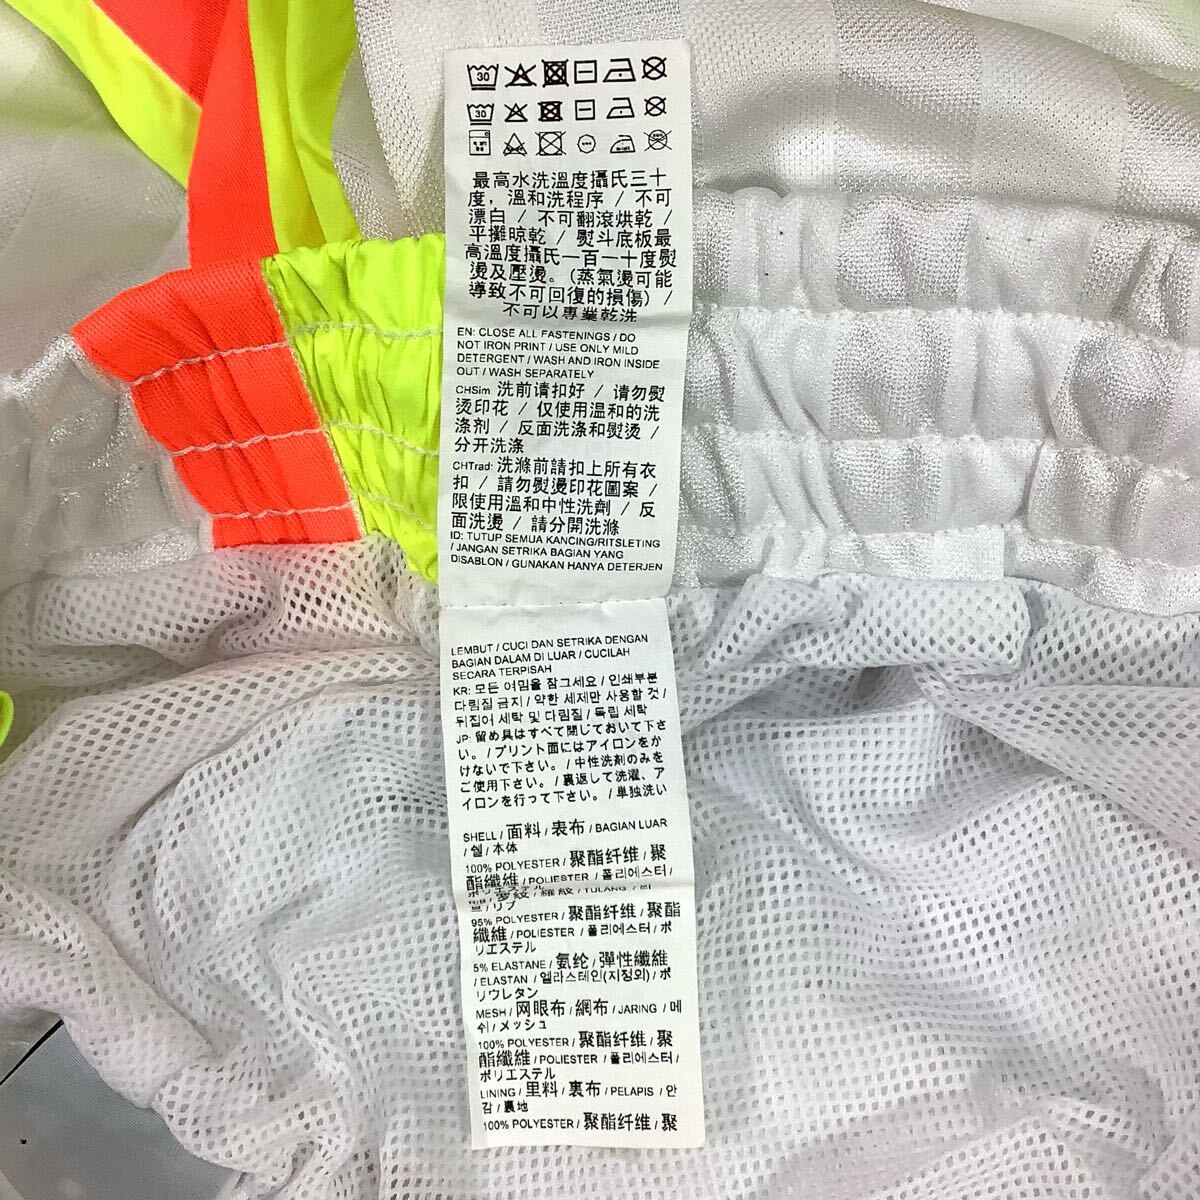 30
30
最高水洗溫度攝氏三十
度，溫和洗程序 / 不可
漂白 / 不可翻滾烘乾 /
平攤晾乾 / 熨斗底板最
高溫度攝氏一百一十度熨
燙及壓燙。(蒸氣燙可能
導致不可回復的損傷) /
不可以專業乾洗
EN: CLOSE ALL FASTENINGS / DO
NOT IRON PRINT / USE ONLY MILD
DETERGENT / WASH AND IRON INSIDE
OUT / WASH SEPARATELY
CHSim: 洗前请扣好 / 请勿熨
烫印花 / 仅使用温和的洗
涤剂 / 反面洗涤和熨烫 /
分开洗涤
CHTrad: 洗滌前請扣上所有衣
扣 / 請勿熨燙印花圖案 /
限使用溫和中性洗劑 / 反
面洗燙 / 請分開洗滌
ID: TUTUP SEMUA KANCING/RITSLETING
/ JANGAN SETRIKA BAGIAN YANG
DISABLON / GUNAKAN HANYA DETERJEN
LEMBUT / CUCI DAN SETRIKA DENGAN
BAGIAN DALAM DI LUAR / CUCILAH
SECARA TERPISAH
KR: 모든 여밈을 잠그세요 / 인쇄부분
다림질 금지 / 약한 세제만 사용할 것 /
뒤집어 세탁 및 다림질 / 독립 세탁
JP: 留め具はすべて閉じておいて下さ
い。/ プリント面にはアイロンをか
けないで下さい。/ 中性洗剤のみを
ご使用下さい。/ 裏返して洗濯、ア
イロンを行って下さい。/ 単独洗い
SHELL / 面料 / 表布 / BAGIAN LUAR
/ 쉘 / 本体
100% POLYESTER / 聚酯纤维 / 聚
酯纖維 / POLIESTER / 폴리에스터 /
ポリエステル
/ 罗纹 / 羅紋 / TULANG / 리
브 / リブ
95% POLYESTER / 聚酯纤维 / 聚酯
纖維 / POLIESTER / 폴리에스터 / ポ
リエステル
5% ELASTANE / 氨纶 / 彈性纖維
/ ELASTAN / 엘라스테인(지정외) / ポ
リウレタン
MESH / 网眼布 / 網布 / JARING / 메
쉬 / メッシュ
100% POLYESTER / 聚酯纤维 / 聚
酯纖維 / POLIESTER / 폴리에스터 /
ポリエステル
LINING / 里料 / 裏布 / PELAPIS / 안
감 / 裏地
100% POLYESTER / 聚酯纤维 / 聚